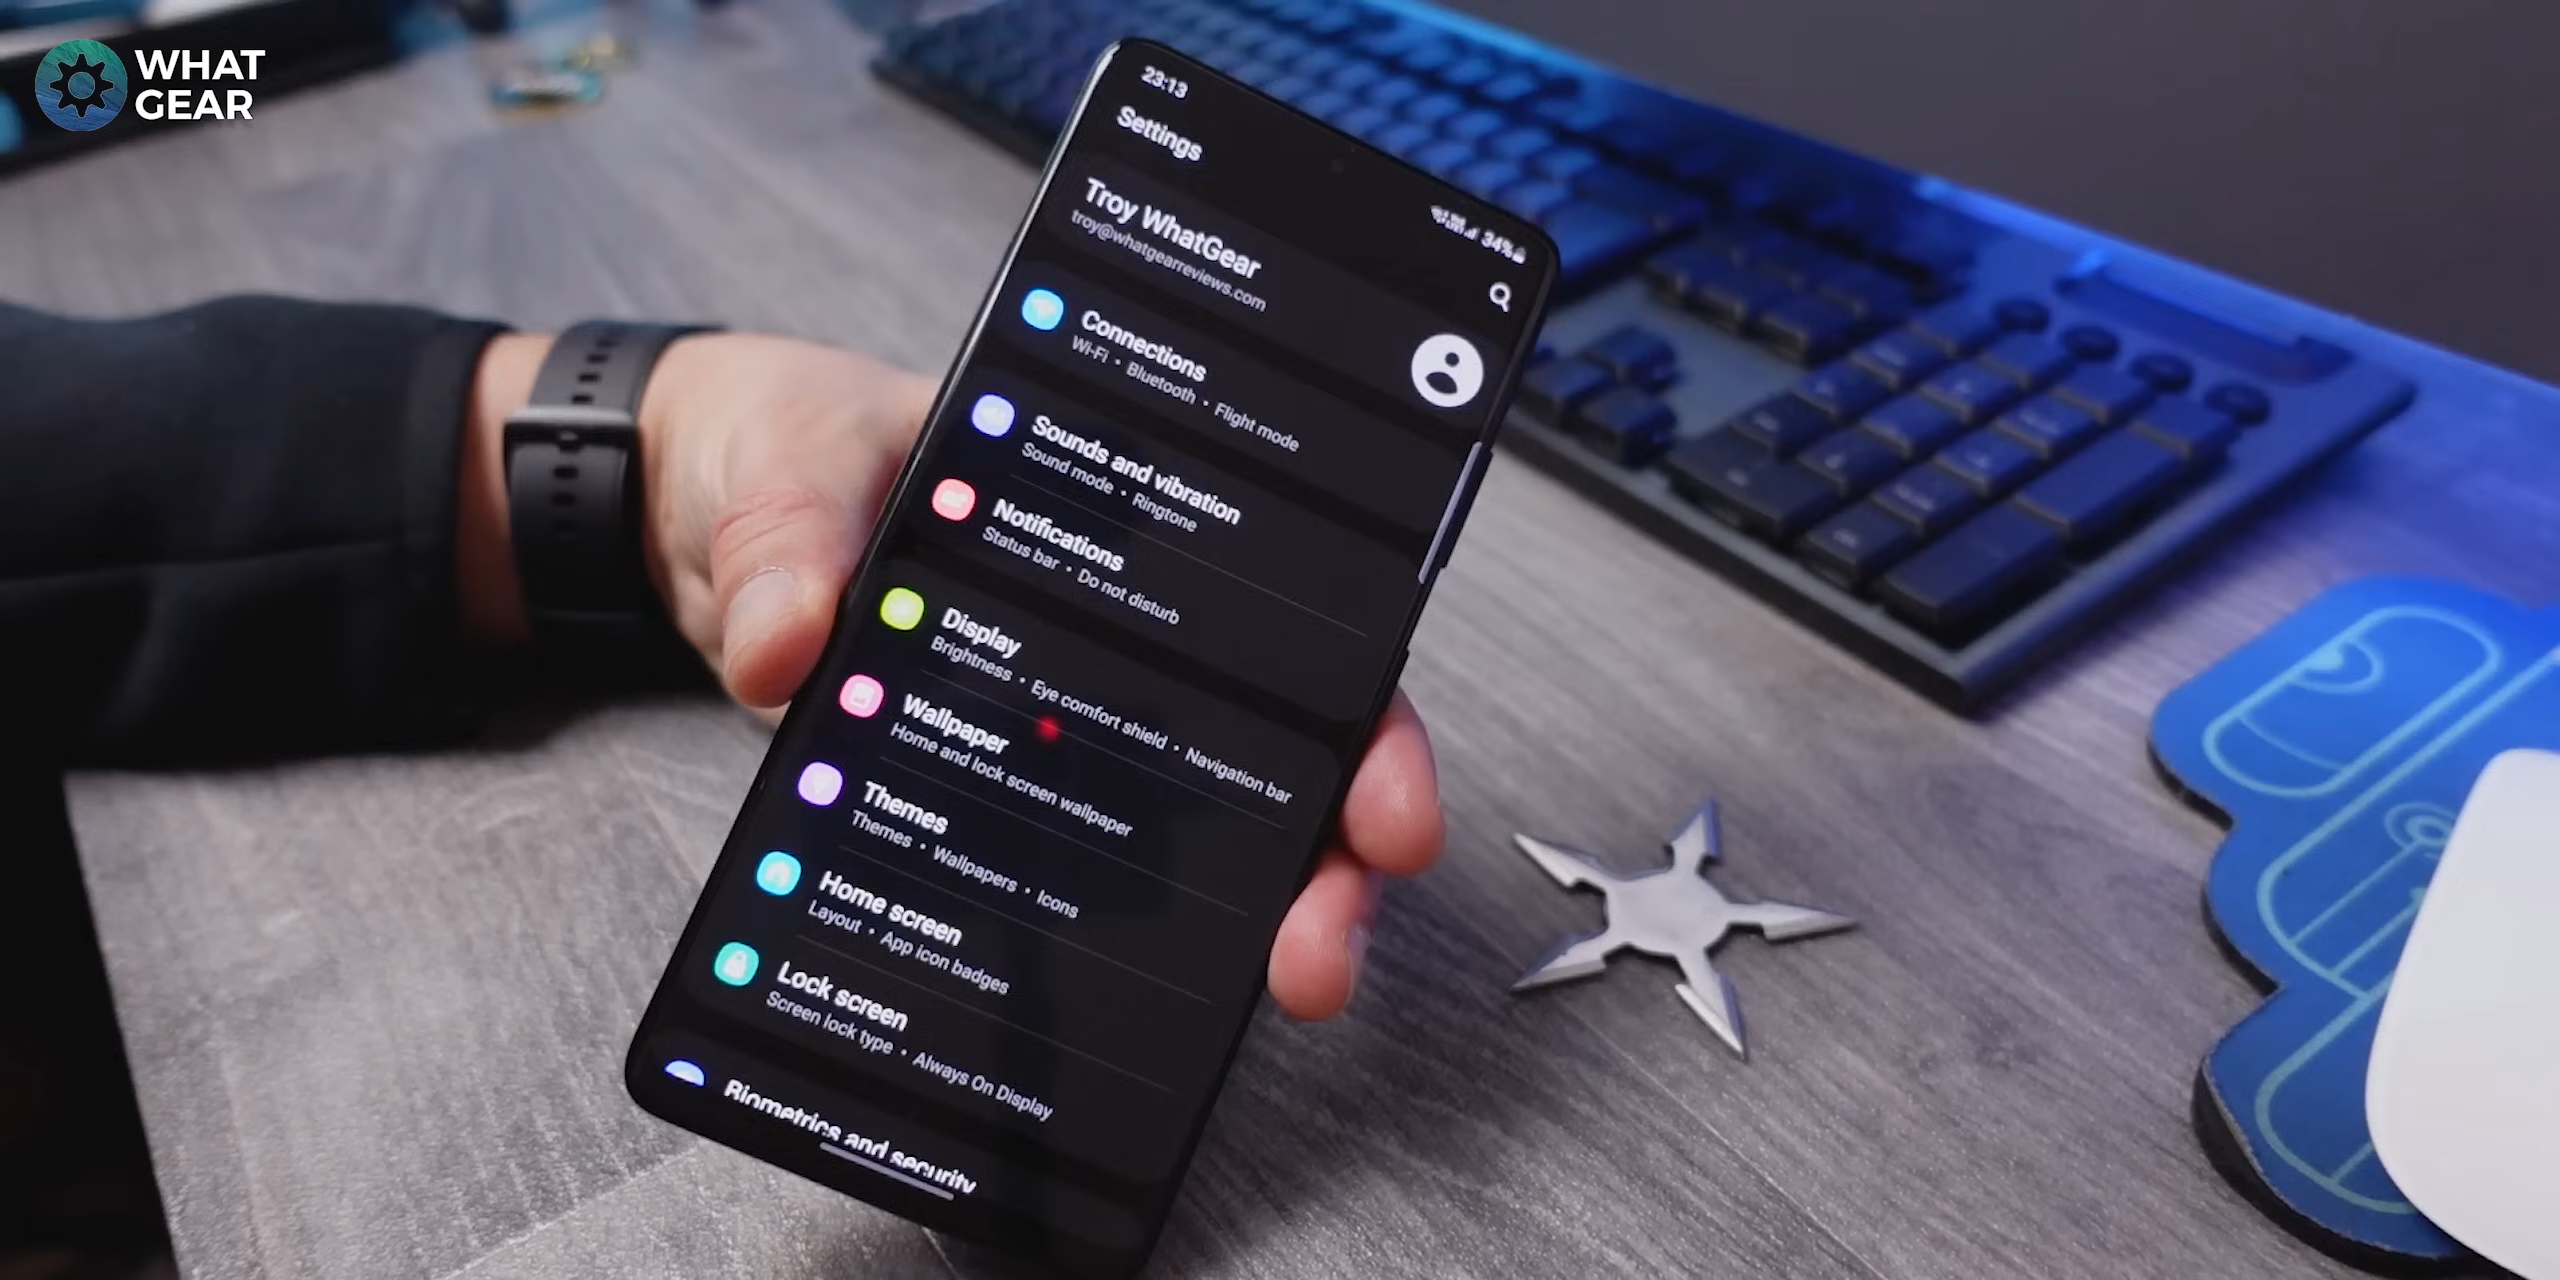 WHAT
GEAR
23:13
34%
Settings
Troy WhatGear
troy@whatgearreviews.com
Connections
Wi-Fi • Bluetooth • Flight mode
Sounds and vibration
Sound mode • Ringtone
Notifications
Status bar • Do not disturb
Display
Brightness • Eye comfort shield • Navigation bar
Wallpaper
Home and lock screen wallpaper
Themes
Themes • Wallpapers • Icons
Home screen
Layout • App icon badges
Lock screen
Screen lock type • Always On Display
Biometrics and security